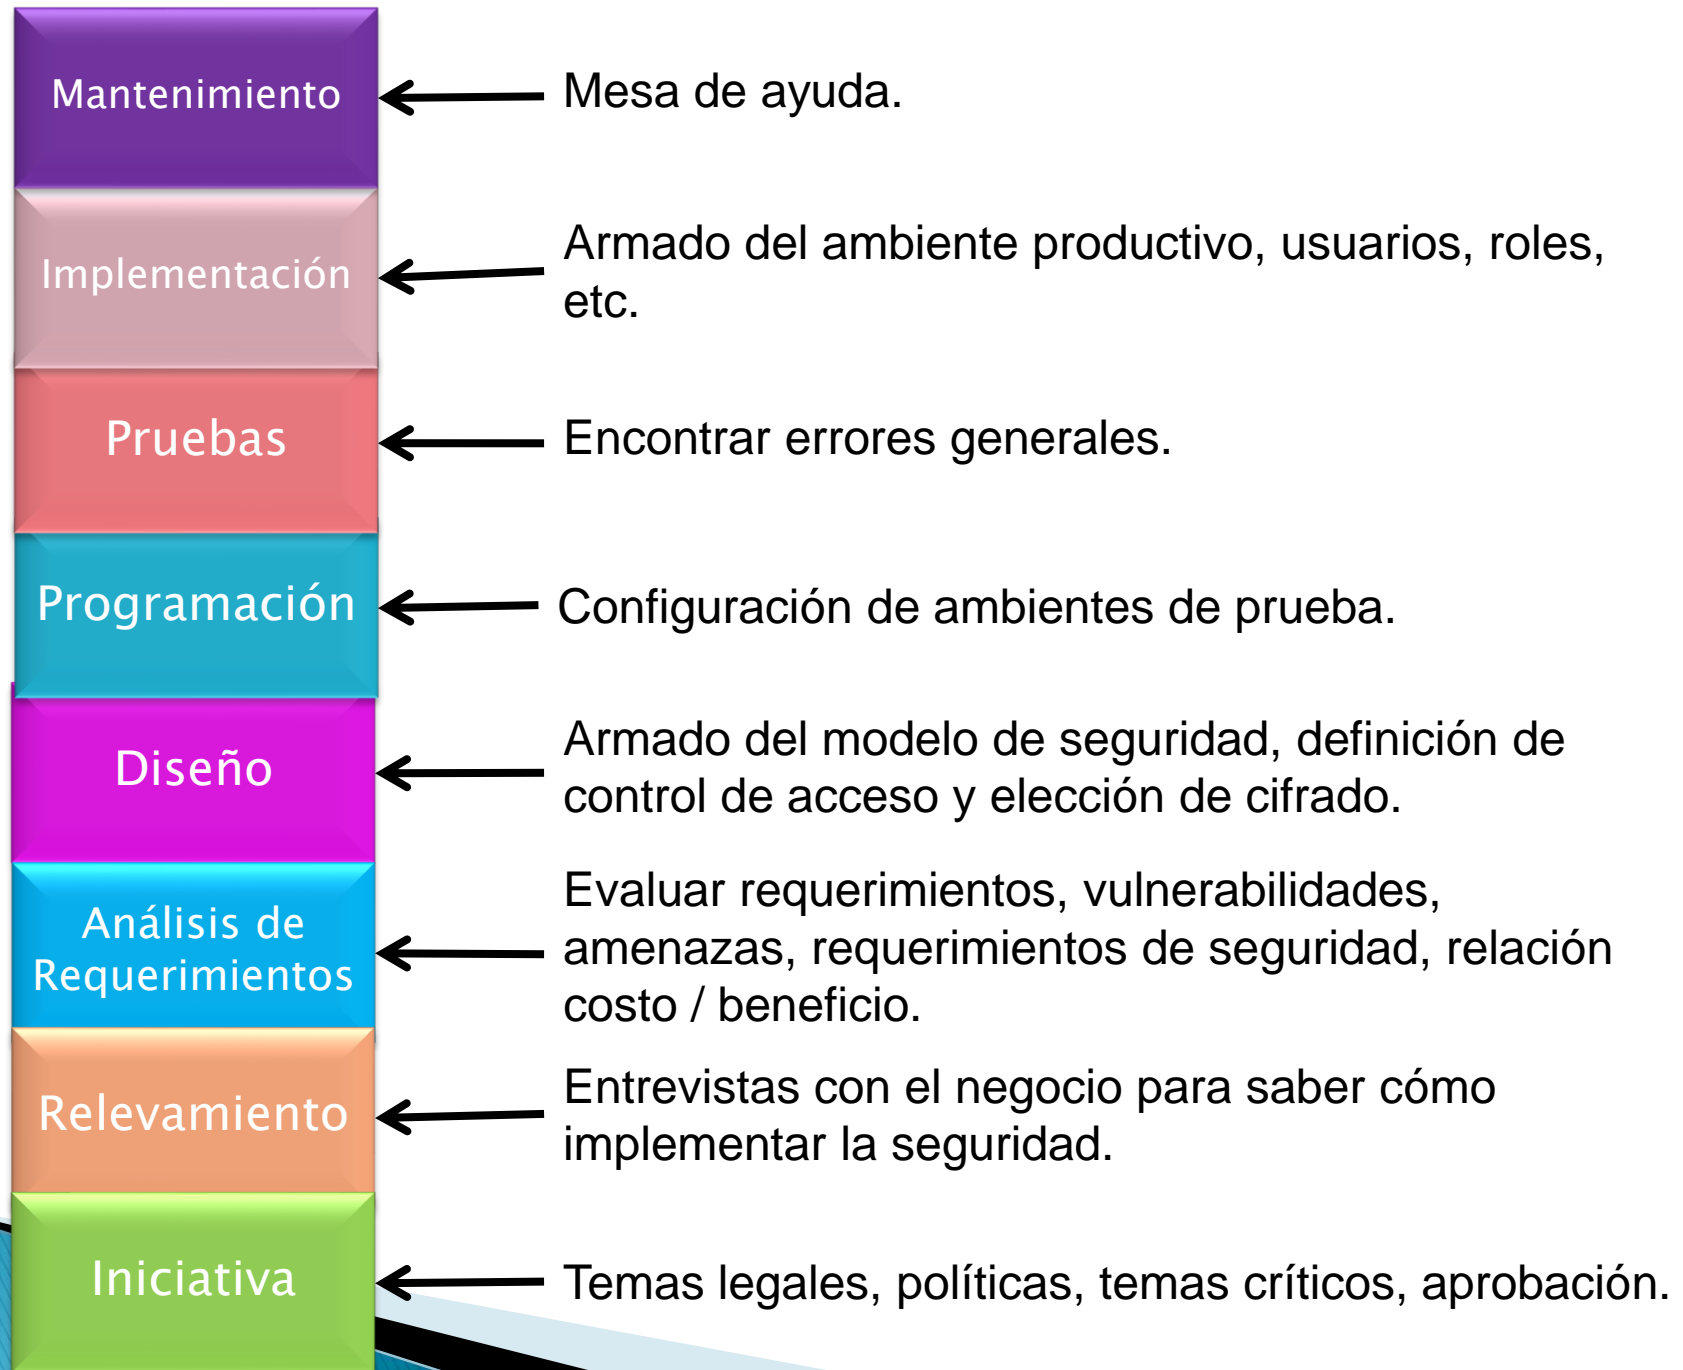 Mantenimiento
Mesa de ayuda.
Implementación
Armado del ambiente productivo, usuarios, roles,
etc.
Pruebas
Encontrar errores generales.
Programación
Configuración de ambientes de prueba.
Diseño
Armado del modelo de seguridad, definición de
control de acceso y elección de cifrado.
Análisis de
Requerimientos
Evaluar requerimientos, vulnerabilidades,
amenazas, requerimientos de seguridad, relación
costo / beneficio.
Relevamiento
Entrevistas con el negocio para saber cómo
implementar la seguridad.
Iniciativa
Temas legales, políticas, temas críticos, aprobación.